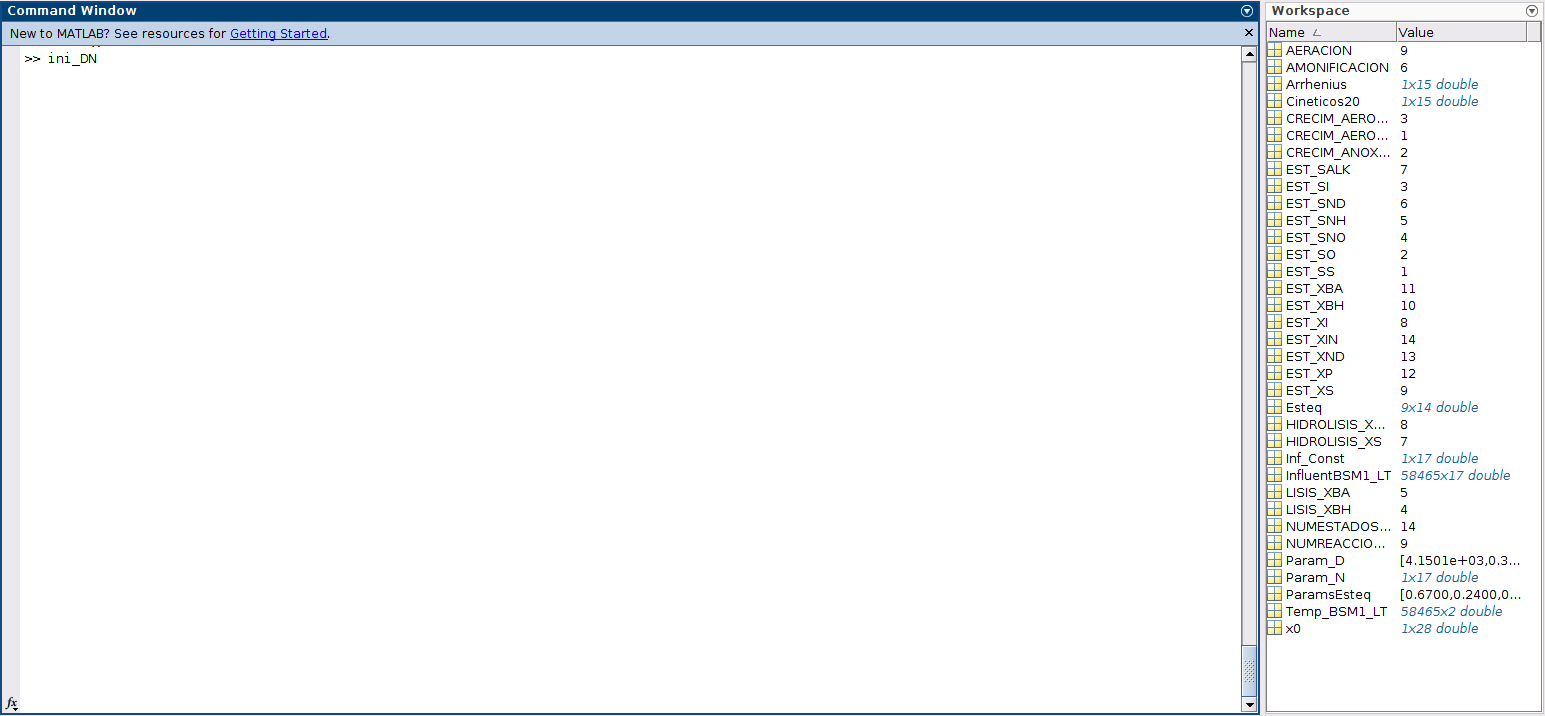 Command Window
New to MATLAB? See resources for Getting Started.
>> ini_DN
fx
Workspace
Name Value
AERACION 9
AMONIFICACION 6
Arrhenius 1x15 double
Cineticos20 1x15 double
CRECIM_AERO... 3
CRECIM_AERO... 1
CRECIM_ANOX... 2
EST_SALK 7
EST_SI 3
EST_SND 6
EST_SNH 5
EST_SNO 4
EST_SO 2
EST_SS 1
EST_XBA 11
EST_XBH 10
EST_XI 8
EST_XIN 14
EST_XND 13
EST_XP 12
EST_XS 9
Esteq 9x14 double
HIDROLISIS_X... 8
HIDROLISIS_XS 7
Inf_Const 1x17 double
InfluentBSM1_LT 58465x17 double
LISIS_XBA 5
LISIS_XBH 4
NUMESTADOS... 14
NUMREACCIO... 9
Param_D [4.1501e+03,0.3...
Param_N 1x17 double
ParamsEsteq [0.6700,0.2400,0...
Temp_BSM1_LT 58465x2 double
x0 1x28 double